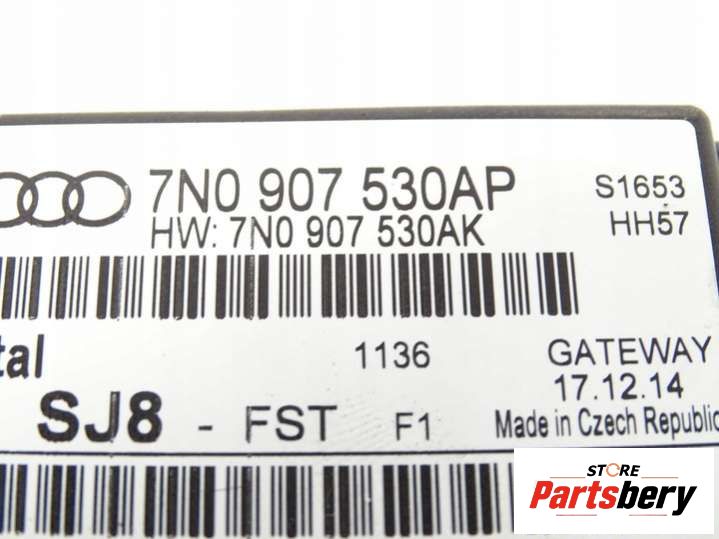 7N0 907 530AP
S1653
HW: 7N0 907 530AK
HH57
1136
GATEWAY
SJ8 - FST F1
17.12.14
Made in Czech Republic
STORE
Partsbery